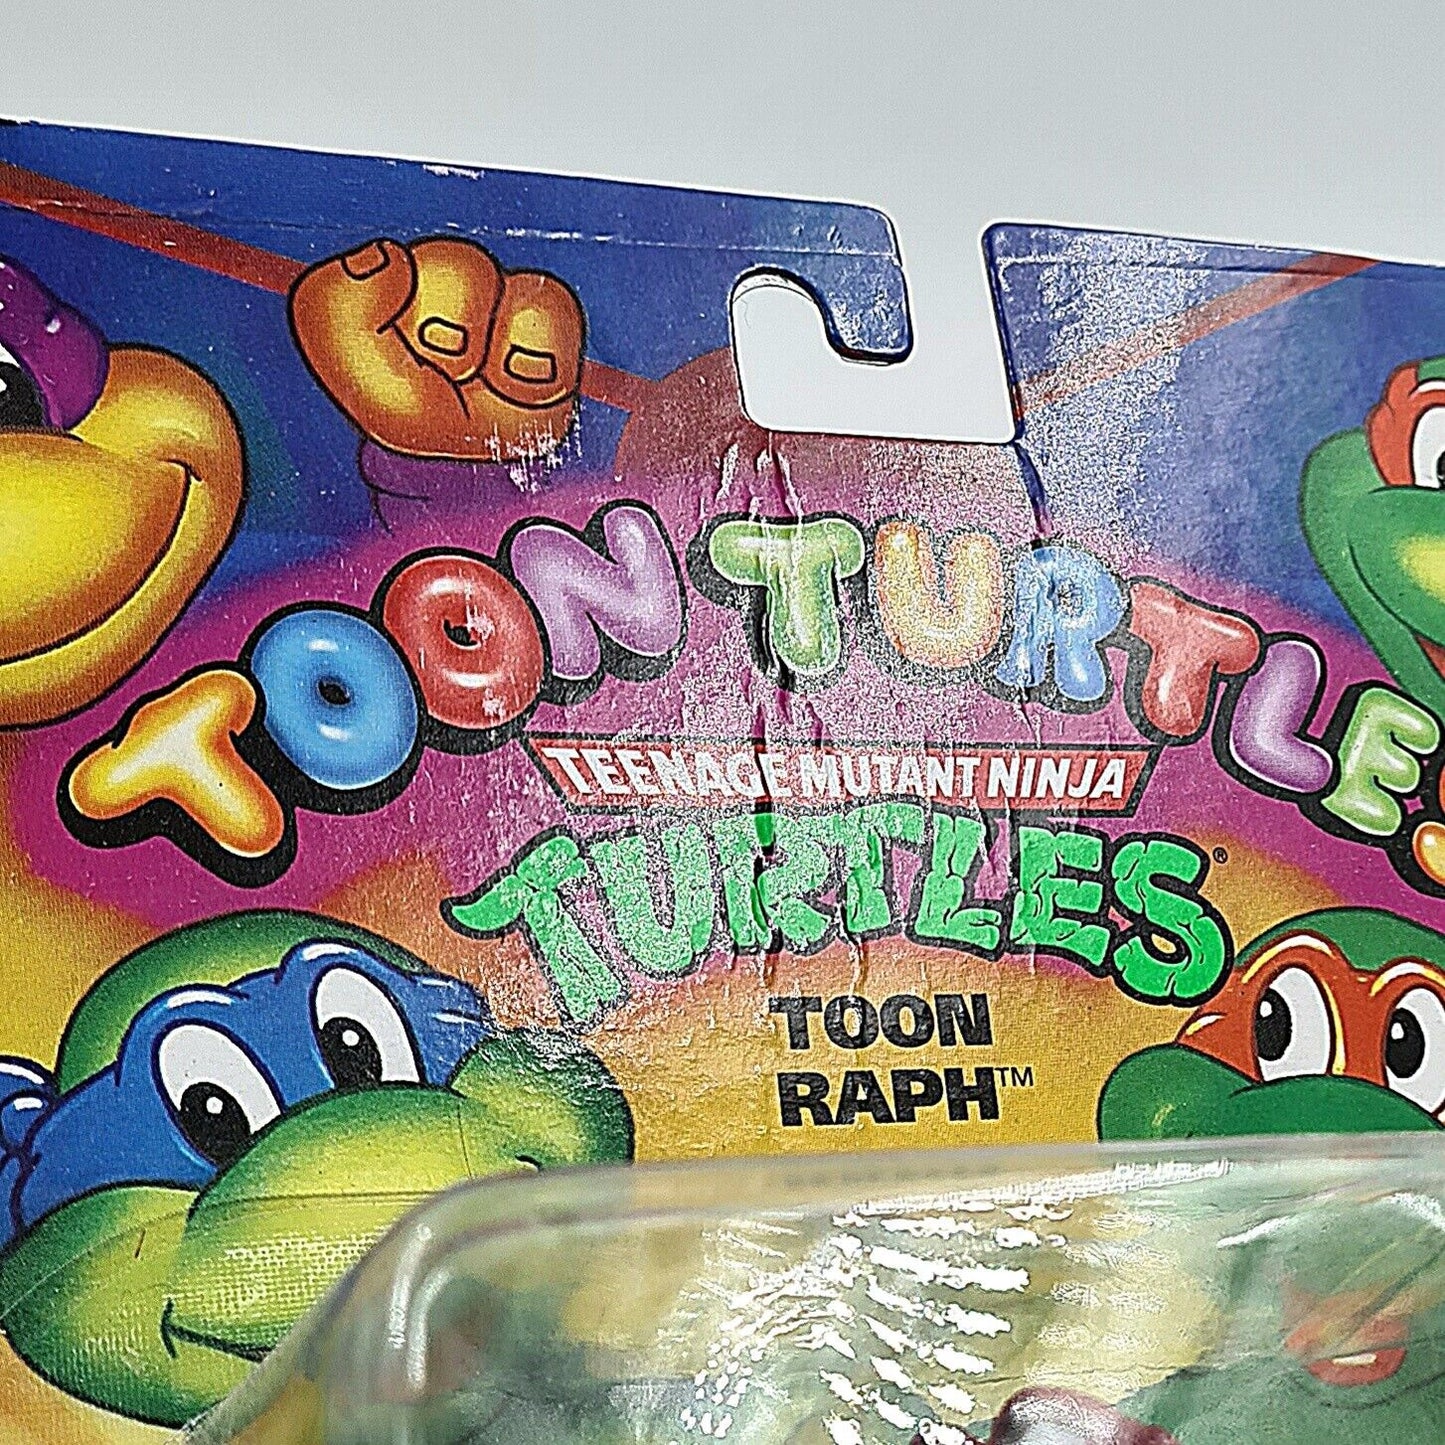 TOON TURTLES!
TEENAGE MUTANT NINJA
TURTLES®
TOON
RAPH™